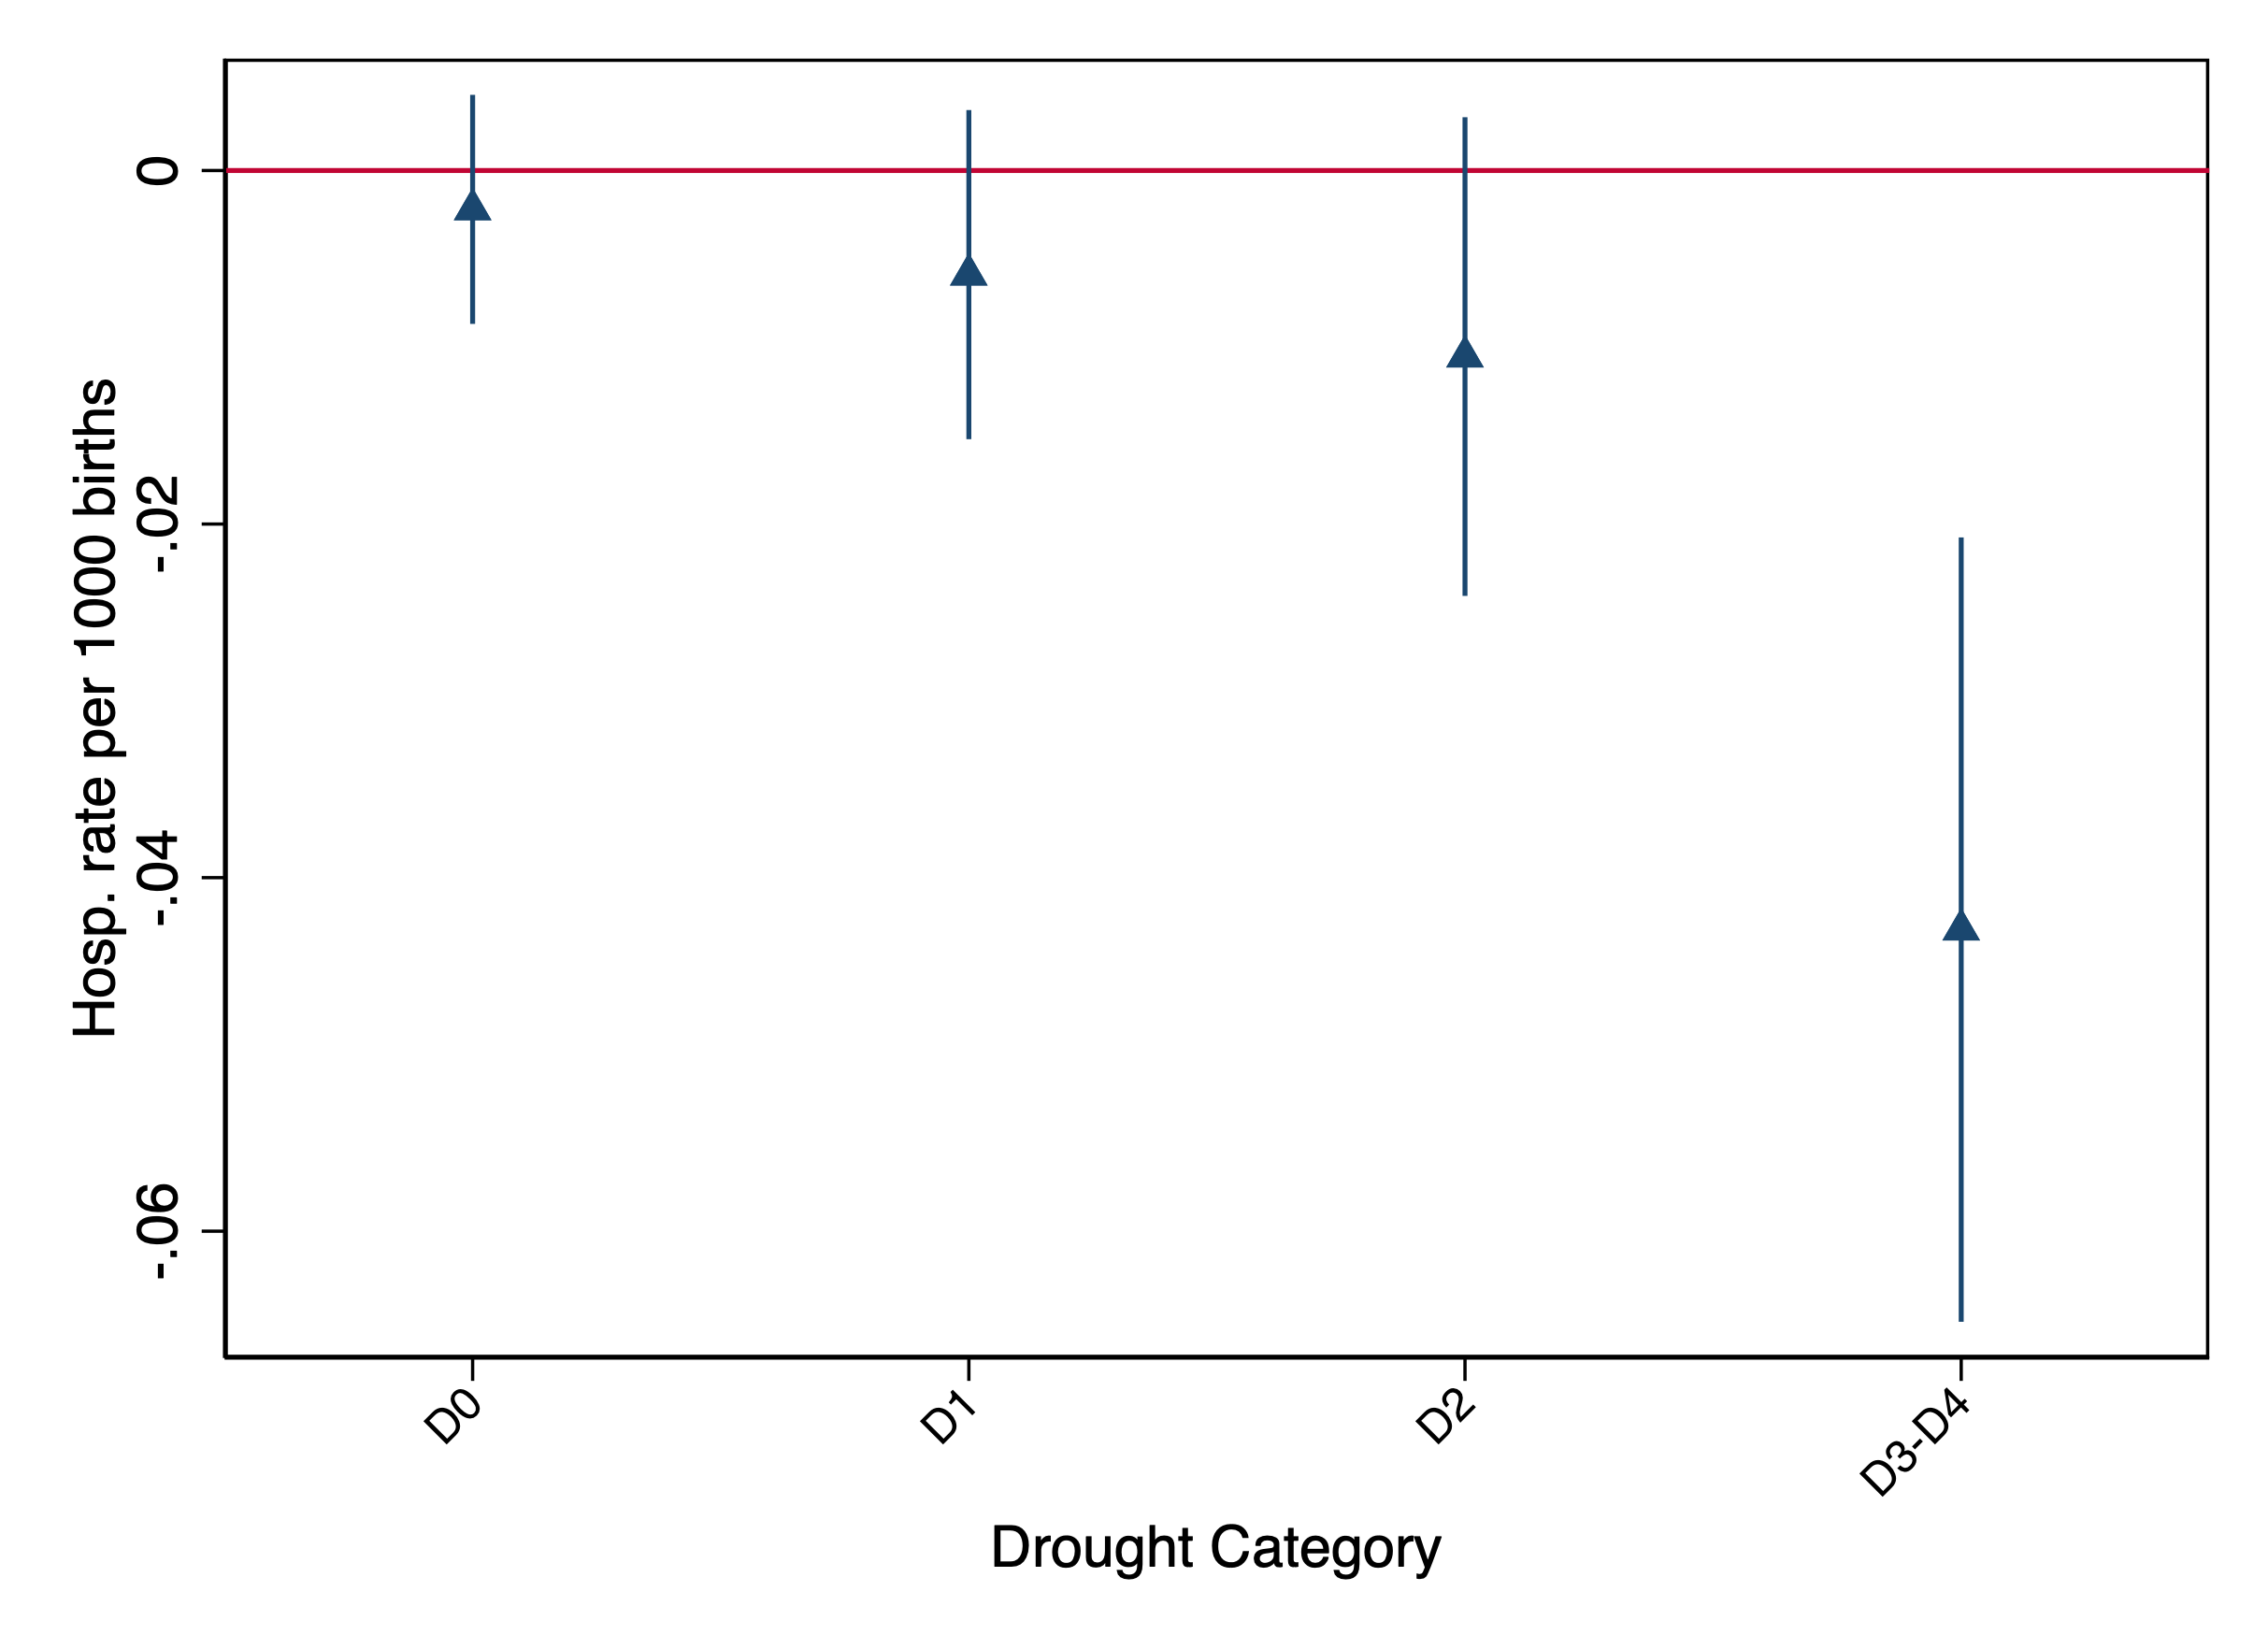 Hosp. rate per 1000 births
0
-.02
-.04
-.06
D0
D1
D2
D3-D4
Drought Category